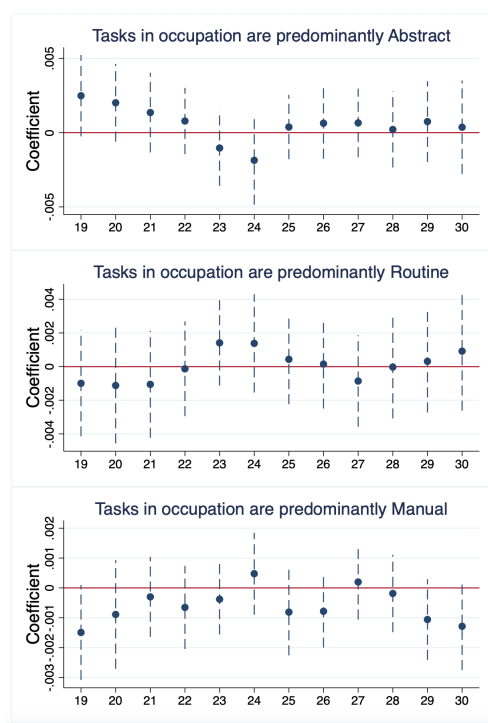 Tasks in occupation are predominantly Abstract
Coefficient
.005
0
-.005
19 20 21 22 23 24 25 26 27 28 29 30
Tasks in occupation are predominantly Routine
Coefficient
.004
.002
0
-.002
-.004
19 20 21 22 23 24 25 26 27 28 29 30
Tasks in occupation are predominantly Manual
Coefficient
.002
.001
0
-.001
-.002
-.003
19 20 21 22 23 24 25 26 27 28 29 30